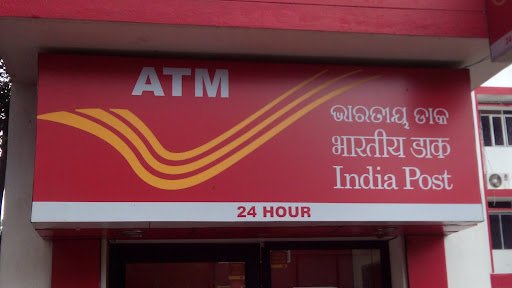 ATM
ଭାରତୀୟ ଡାକ
भारतीय डाक
India Post
24 HOUR